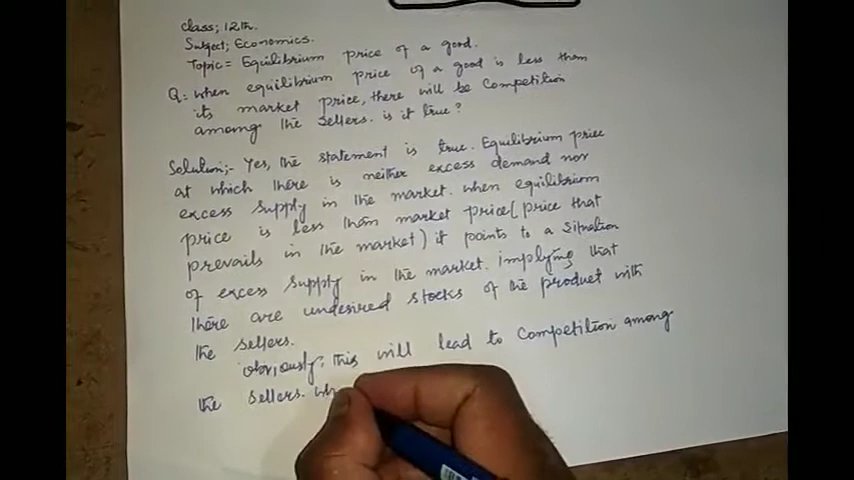 Class; 12th.
Subject; Economics.
Topic = Equilibrium price of a good.
Q: when equilibrium price of a good is less than
its market price, there will be competition
among the sellers. is it true?
Solution;- Yes, the statement is true. Equilibrium price
at which there is neither excess demand nor
excess supply in the market. when equilibrium
price is less than market price (price that
prevails in the market) it points to a situation
of excess supply in the market. implying that
there are undesired stocks of the product with
the sellers.
obviously, this will lead to competition among
the sellers. wh